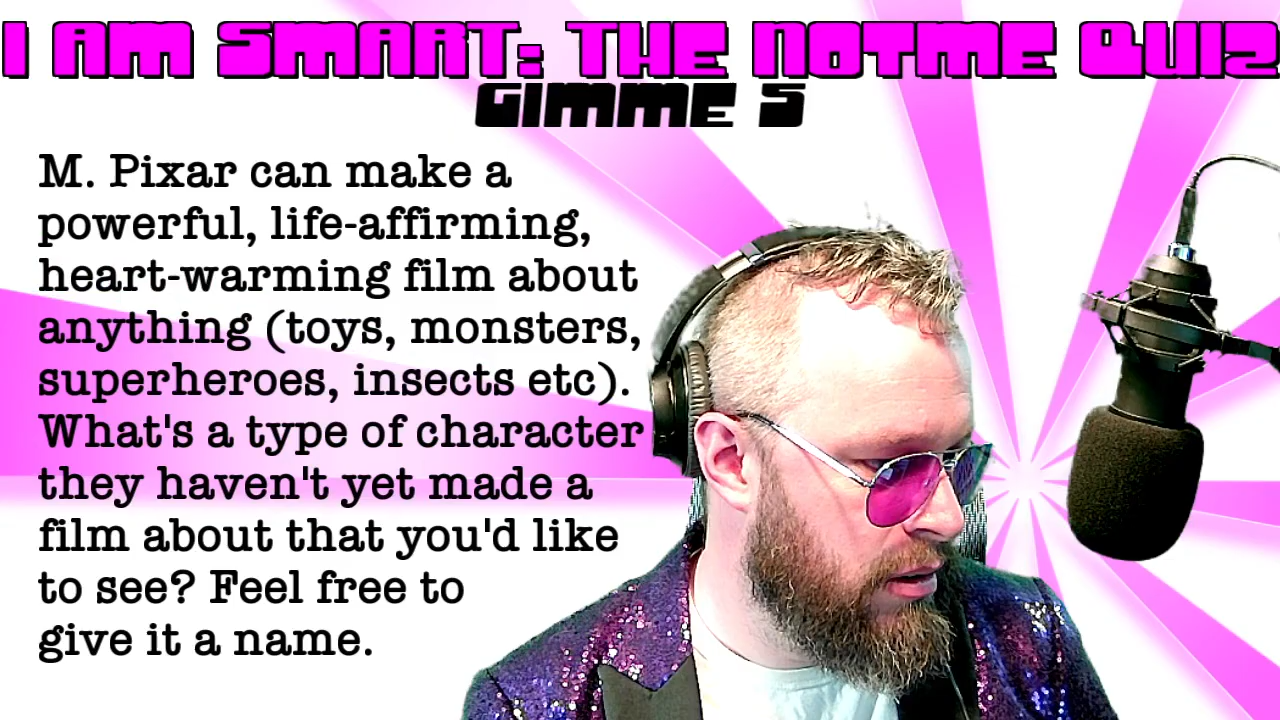 I AM SMART: THE NOTME QUIZ
GIMME 5
M. Pixar can make a
powerful, life-affirming,
heart-warming film about
anything (toys, monsters,
superheroes, insects etc).
What's a type of character
they haven't yet made a
film about that you'd like
to see? Feel free to
give it a name.